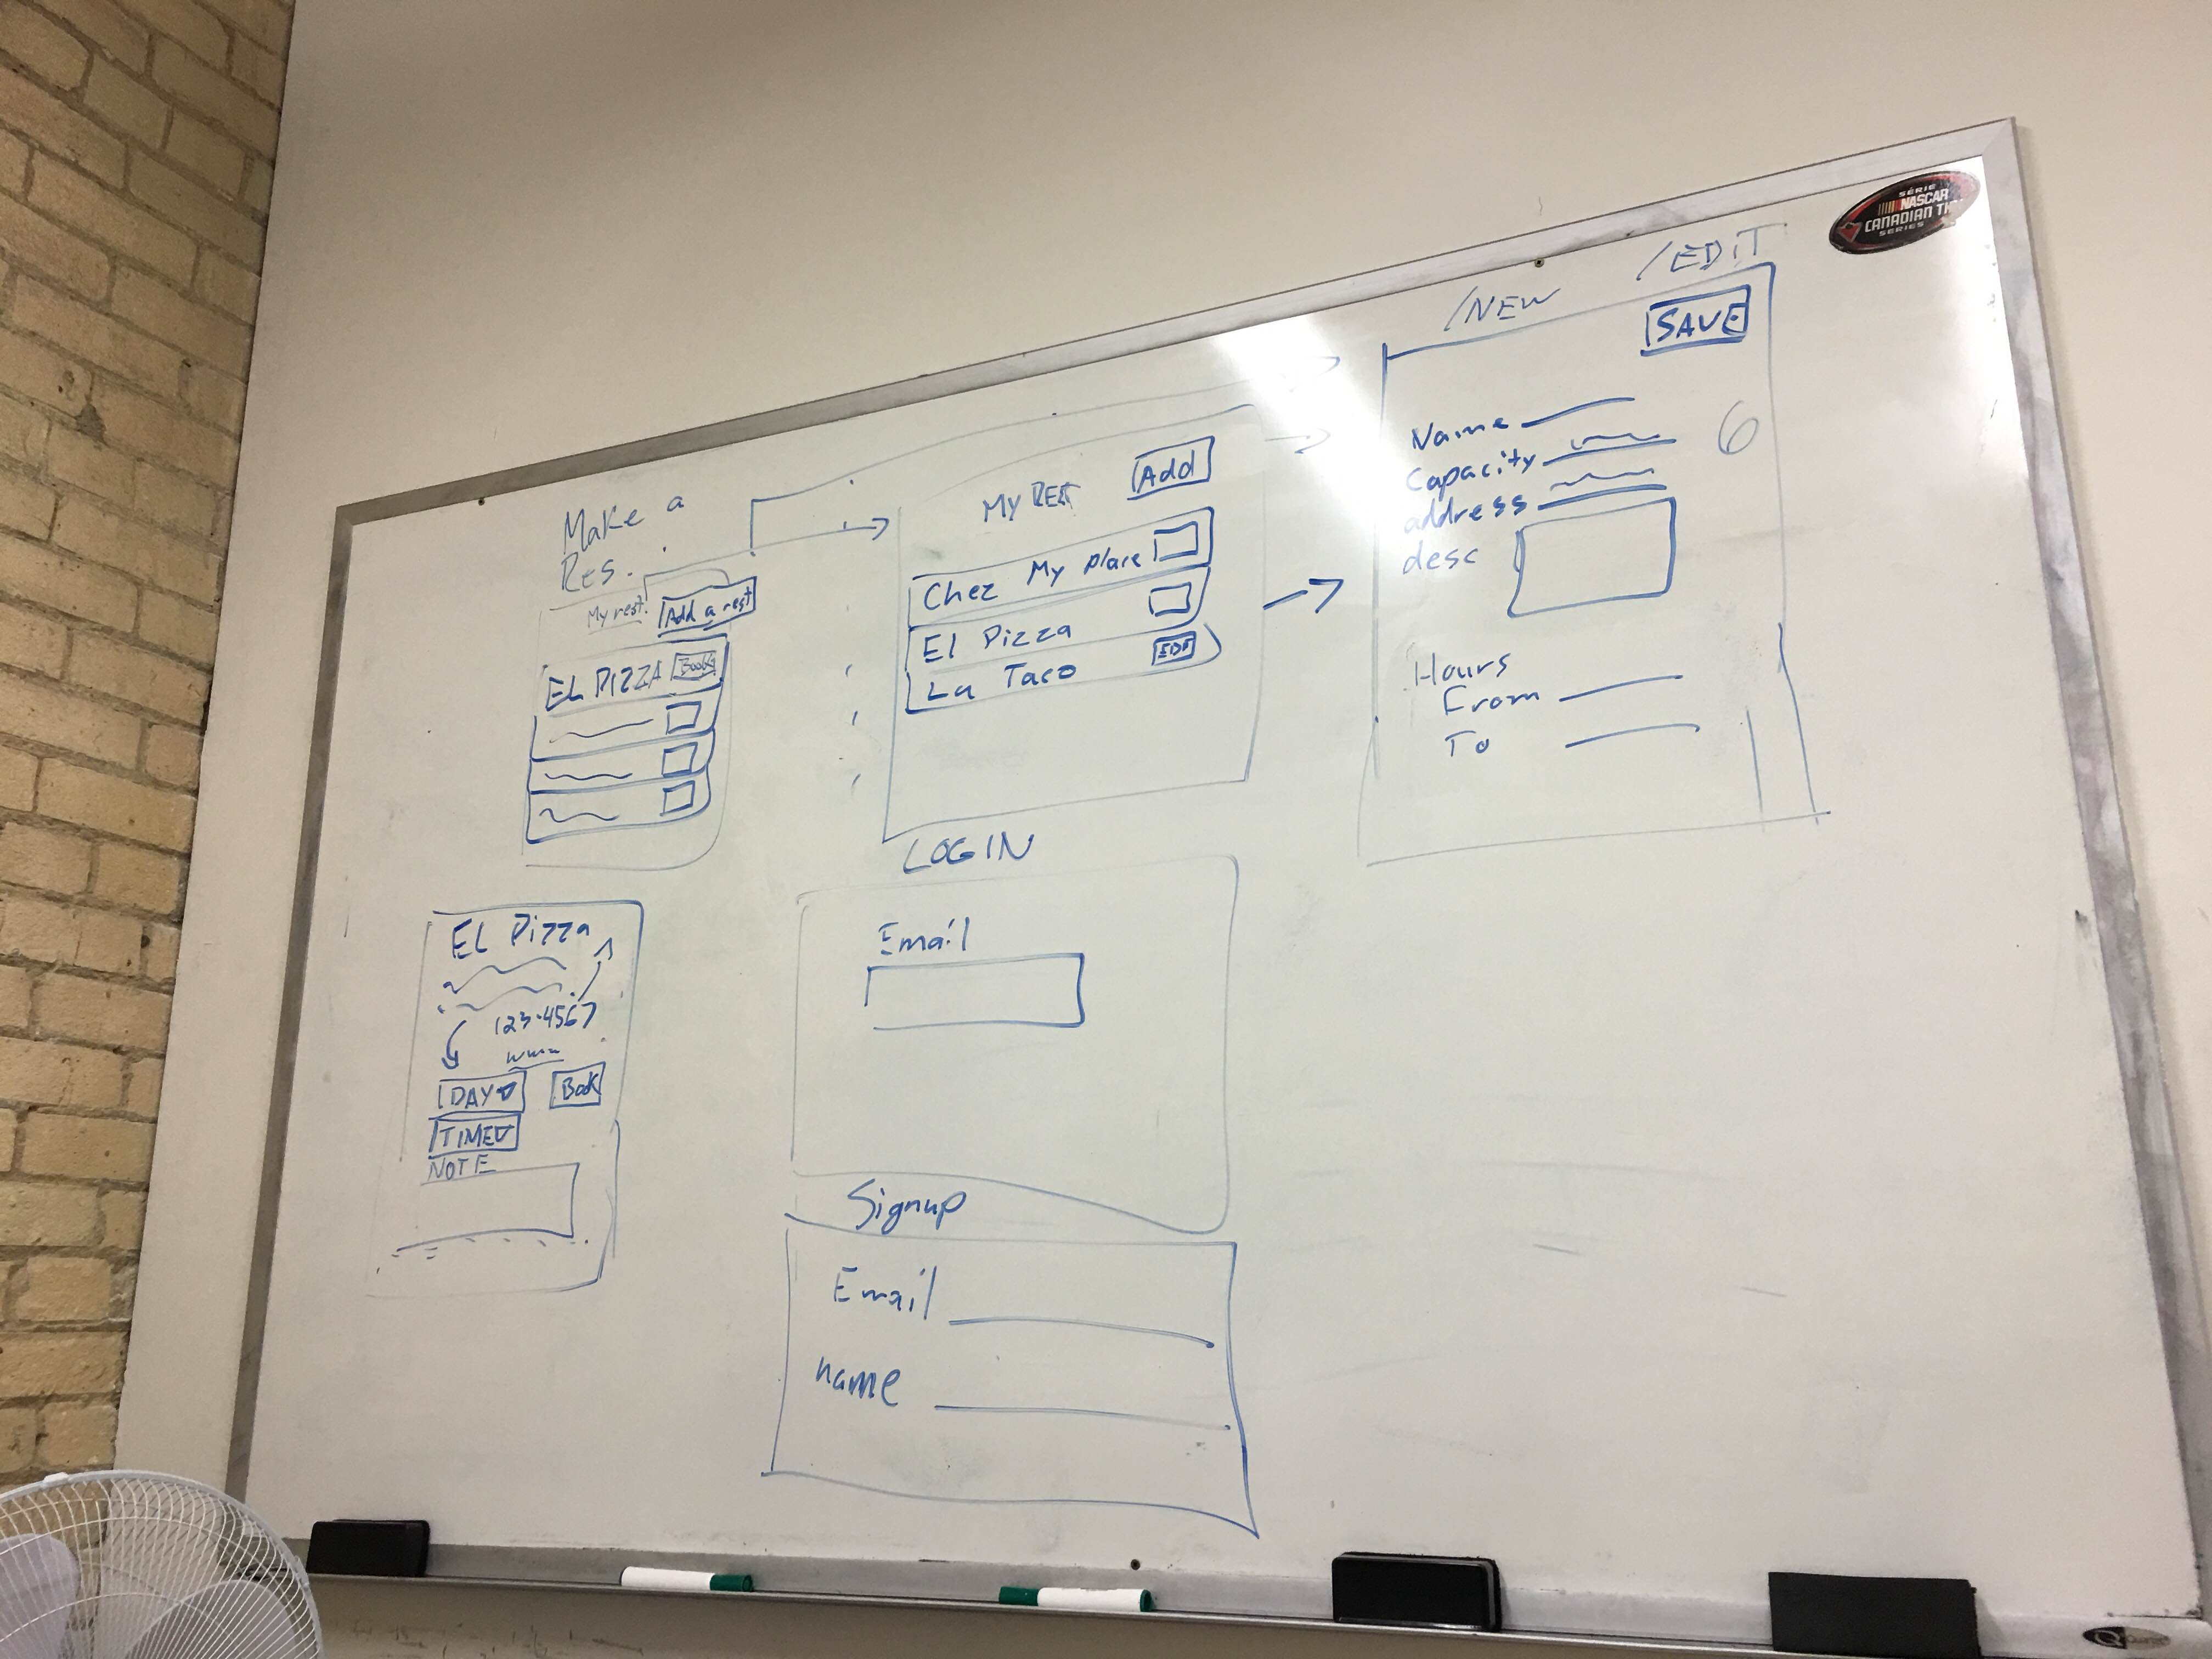 SÉRIE
NASCAR
CANADIAN
SERIES
/NEW /EDIT
SAVE
Name
Capacity
address
desc
Hours
From
To
6
Make a
Res.
My rest. Add a rest
EL PIZZA Book
MY REST Add
Chez My place
El Pizza
La Taco EDIT
EL Pizza
123-4567
DAY Book
TIME
NOTE
LOGIN
Email
Signup
Email
name